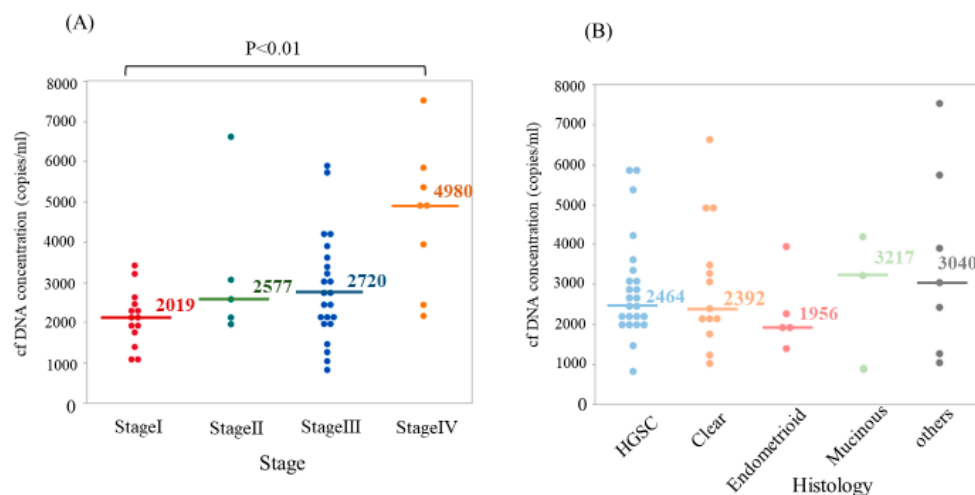 (A)
P<0.01
8000
7000
6000
5000
4000
3000
2000
1000
0
cf DNA concentration (copies/ml)
2019
2577
2720
4980
StageI
StageII
StageIII
StageIV
Stage
(B)
8000
7000
6000
5000
4000
3000
2000
1000
0
cf DNA concentration (copies/ml)
2464
2392
1956
3217
3040
HGSC
Clear
Endometrioid
Mucinous
others
Histology